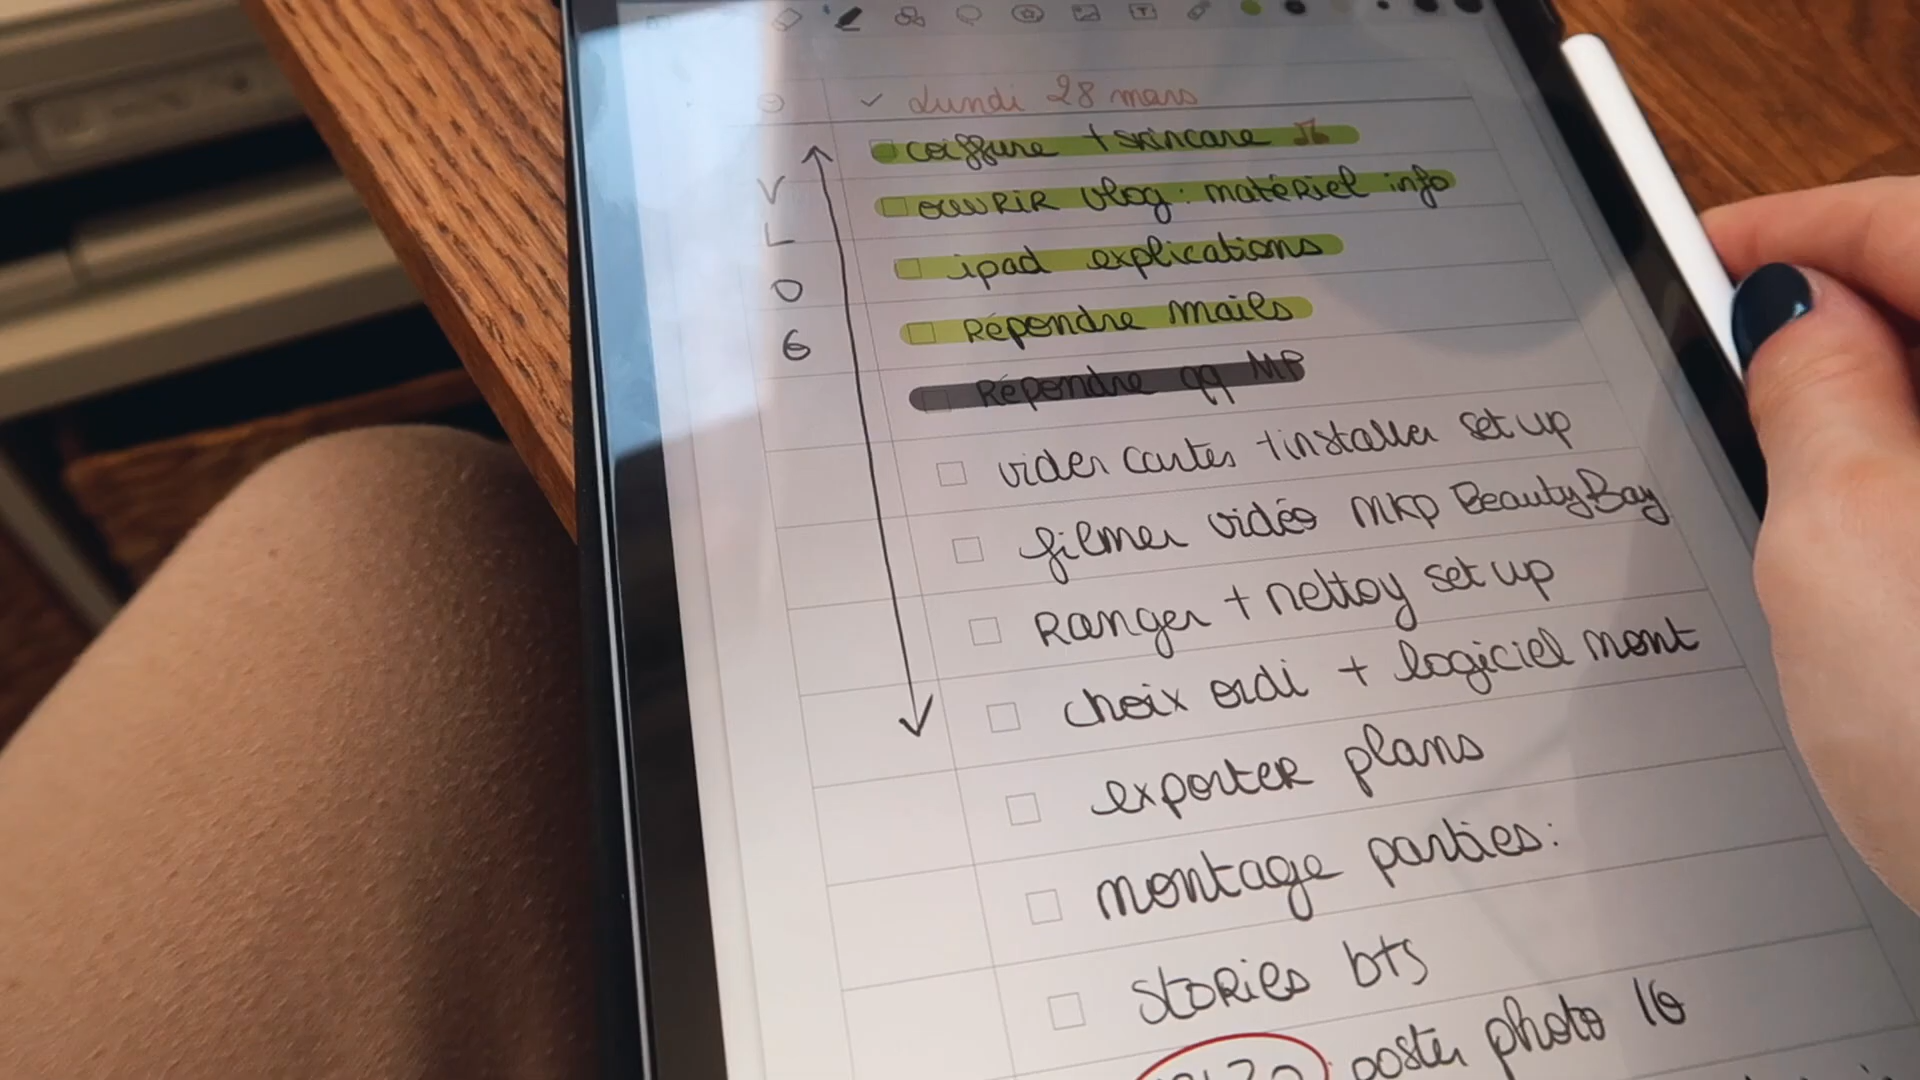 Lundi 28 mars
coiffure + skincare
ouvrir vlog : matériel info
ipad explications
Répondre mails
Répondre qq MP
vider cartes + installer set up
filmer vidéo MKP BeautyBay
Ranger + nettoy set up
choix ordi + logiciel mont
exporter plans
montage parties :
stories bts
poster photo IG
VLOG